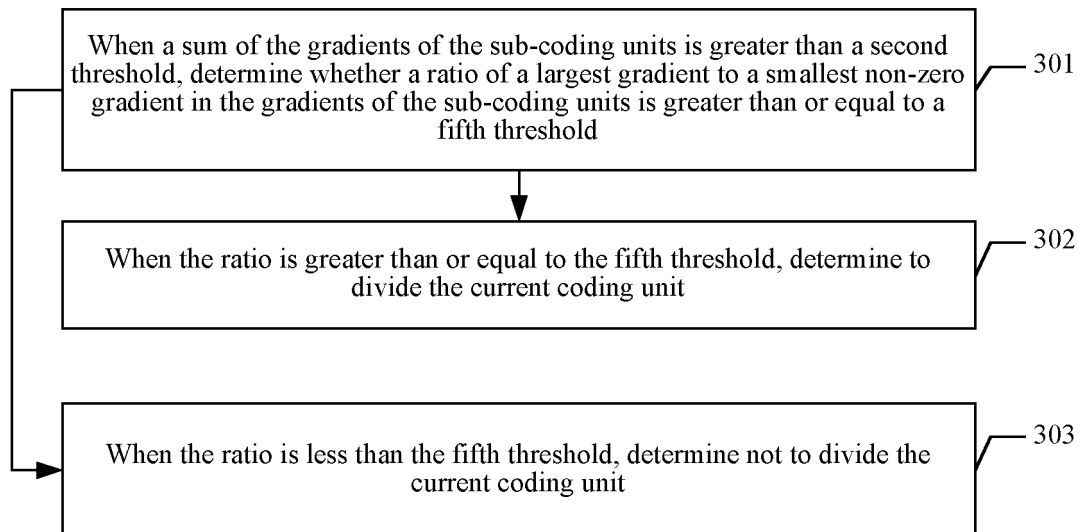 When a sum of the gradients of the sub-coding units is greater than a second
threshold, determine whether a ratio of a largest gradient to a smallest non-zero
gradient in the gradients of the sub-coding units is greater than or equal to a
fifth threshold
301
When the ratio is greater than or equal to the fifth threshold, determine to
divide the current coding unit
302
When the ratio is less than the fifth threshold, determine not to divide the
current coding unit
303